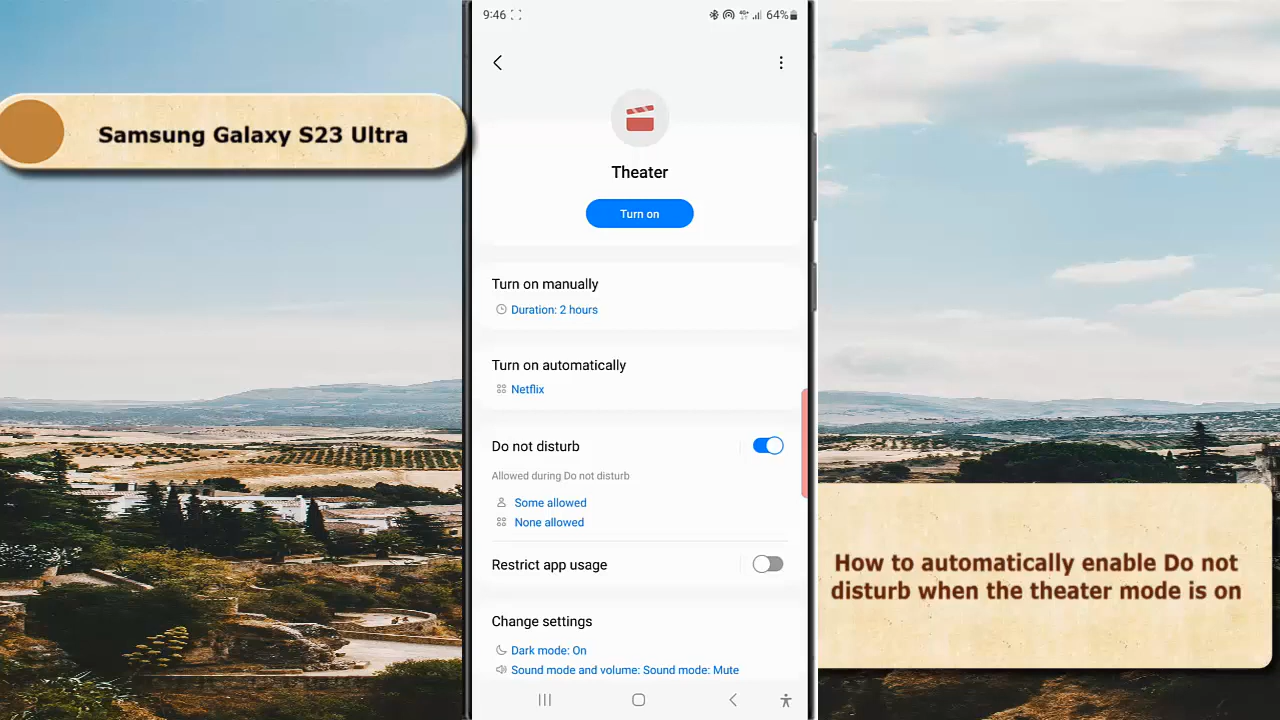 9:46
64%
Samsung Galaxy S23 Ultra
Theater
Turn on
Turn on manually
Duration: 2 hours
Turn on automatically
Netflix
Do not disturb
Allowed during Do not disturb
Some allowed
None allowed
Restrict app usage
Change settings
Dark mode: On
Sound mode and volume: Sound mode: Mute
How to automatically enable Do not
disturb when the theater mode is on